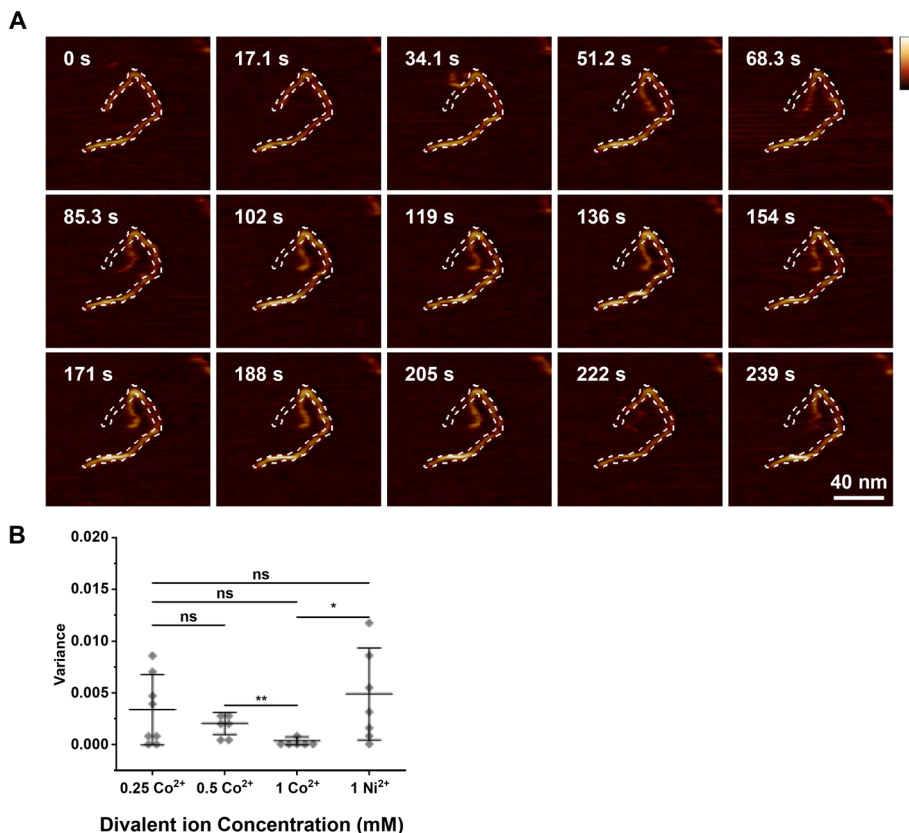 A
0 s
17.1 s
34.1 s
51.2 s
68.3 s
85.3 s
102 s
119 s
136 s
154 s
171 s
188 s
205 s
222 s
239 s
40 nm
B
0.020
0.015
0.010
0.005
0.000
Variance
ns
ns
*
ns
**
0.25 Co²⁺ 0.5 Co²⁺ 1 Co²⁺ 1 Ni²⁺
Divalent ion Concentration (mM)